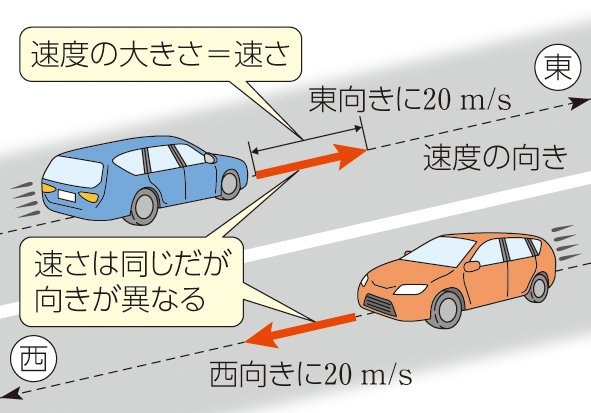 速度の大きさ＝速さ
東
東向きに20 m/s
速度の向き
速さは同じだが
向きが異なる
西
西向きに20 m/s